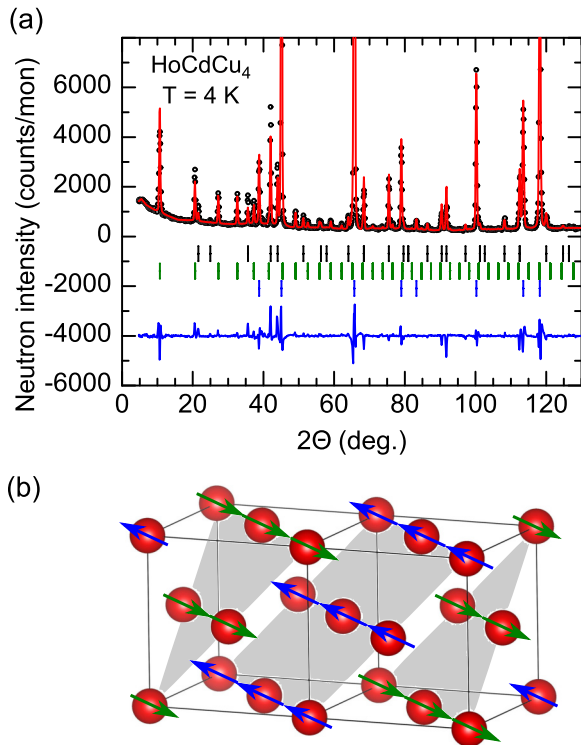 (a)
HoCdCu₄
T = 4 K
Neutron intensity (counts/mon)
6000
4000
2000
0
-2000
-4000
-6000
0 20 40 60 80 100 120
2Θ (deg.)
(b)